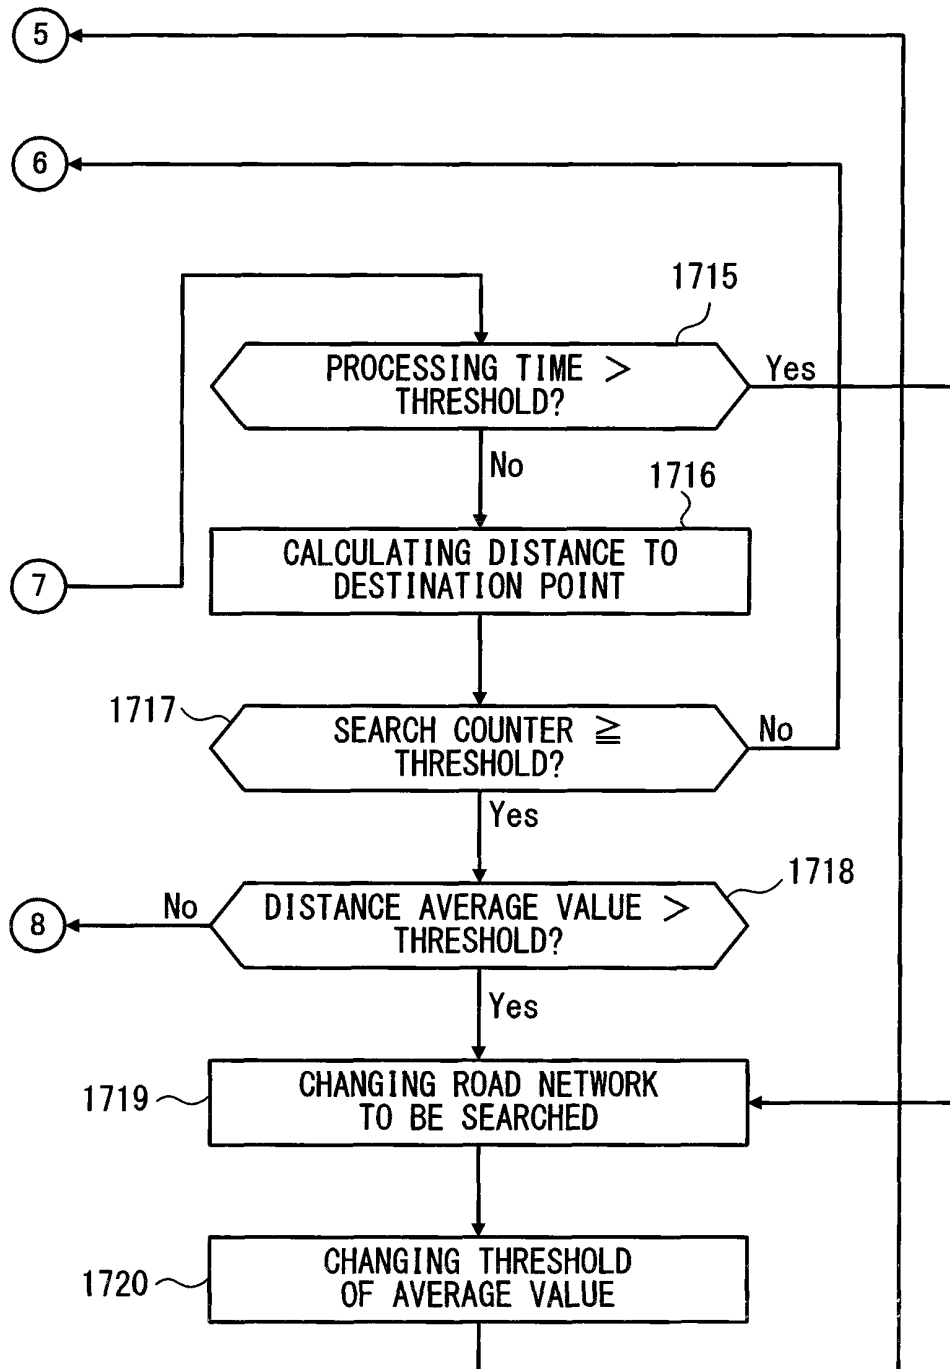 5
6
1715
PROCESSING TIME >
THRESHOLD?
Yes
No
1716
CALCULATING DISTANCE TO
DESTINATION POINT
7
1717
SEARCH COUNTER ≧
THRESHOLD?
No
Yes
1718
DISTANCE AVERAGE VALUE >
THRESHOLD?
No
8
Yes
1719
CHANGING ROAD NETWORK
TO BE SEARCHED
1720
CHANGING THRESHOLD
OF AVERAGE VALUE